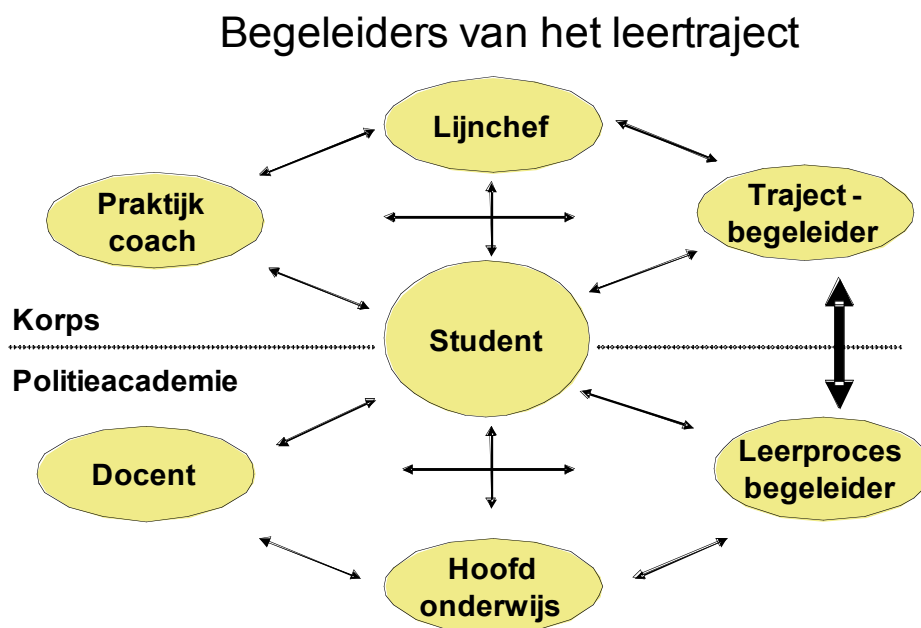 Begeleiders van het leertraject
Lijnchef
Praktijk
coach
Traject -
begeleider
Korps
Student
Politieacademie
Docent
Leerproces
begeleider
Hoofd
onderwijs